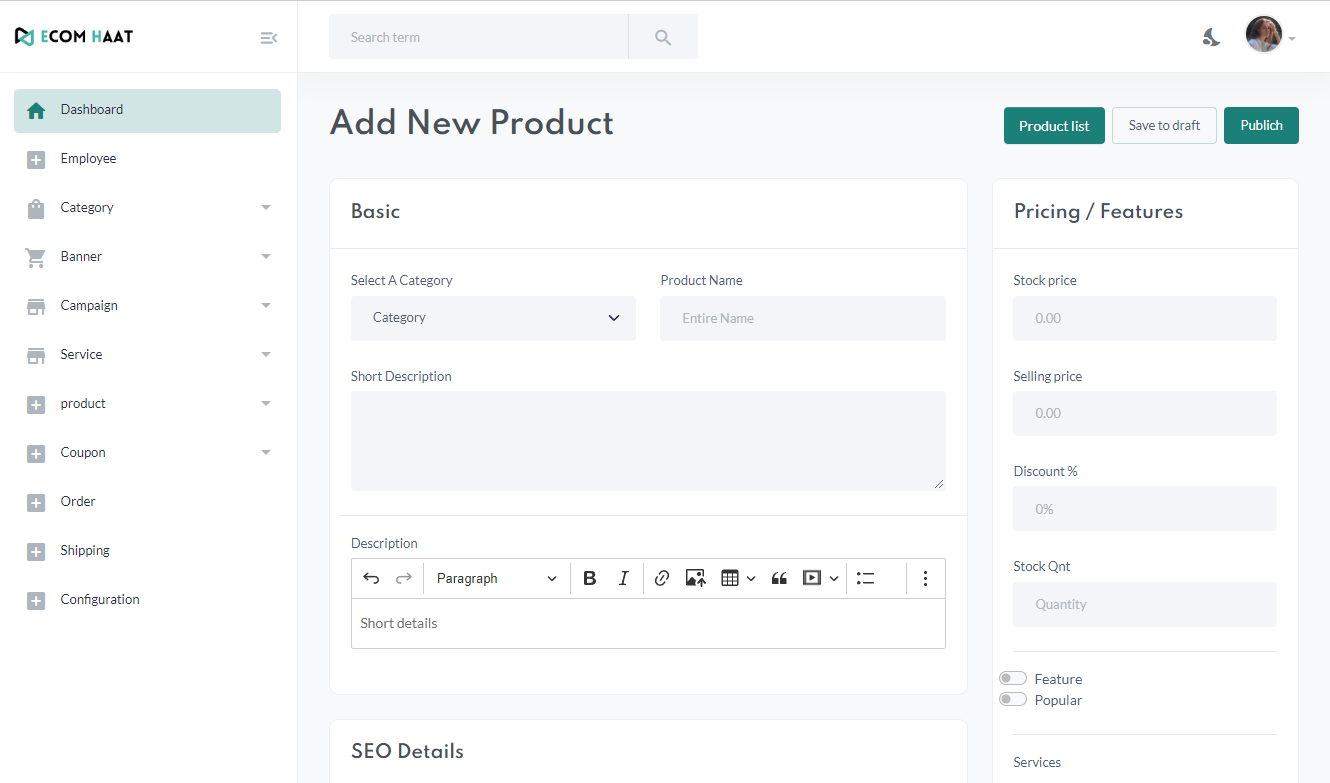 ECOM HAAT
Search term
Dashboard
Employee
Category
Banner
Campaign
Service
product
Coupon
Order
Shipping
Configuration
Add New Product
Product list
Save to draft
Publish
Basic
Select A Category
Product Name
Category
Entire Name
Short Description
Description
Paragraph
B I
Short details
SEO Details
Pricing / Features
Stock price
0.00
Selling price
0.00
Discount %
0%
Stock Qnt
Quantity
Feature
Popular
Services